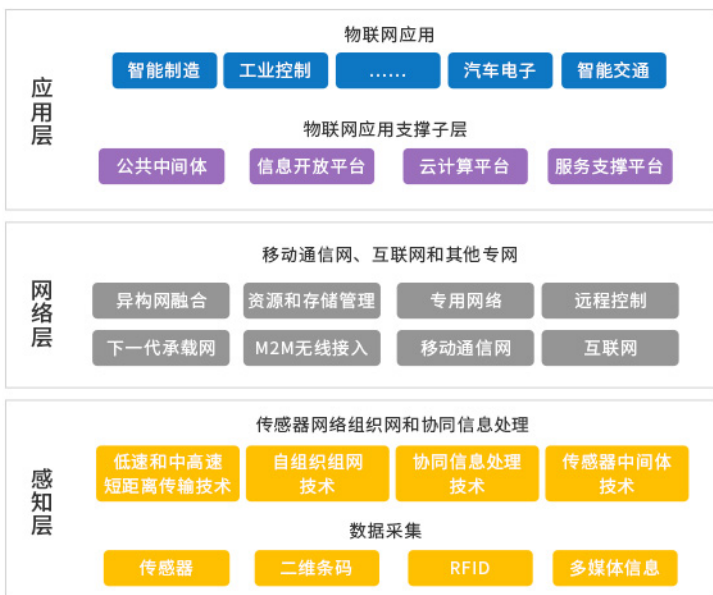 应用层
物联网应用
智能制造
工业控制
……
汽车电子
智能交通
物联网应用支撑子层
公共中间体
信息开放平台
云计算平台
服务支撑平台
网络层
移动通信网、互联网和其他专网
异构网融合
资源和存储管理
专用网络
远程控制
下一代承载网
M2M无线接入
移动通信网
互联网
感知层
传感器网络组织网和协同信息处理
低速和中高速
短距离传输技术
自组织组网
技术
协同信息处理
技术
传感器中间体
技术
数据采集
传感器
二维条码
RFID
多媒体信息